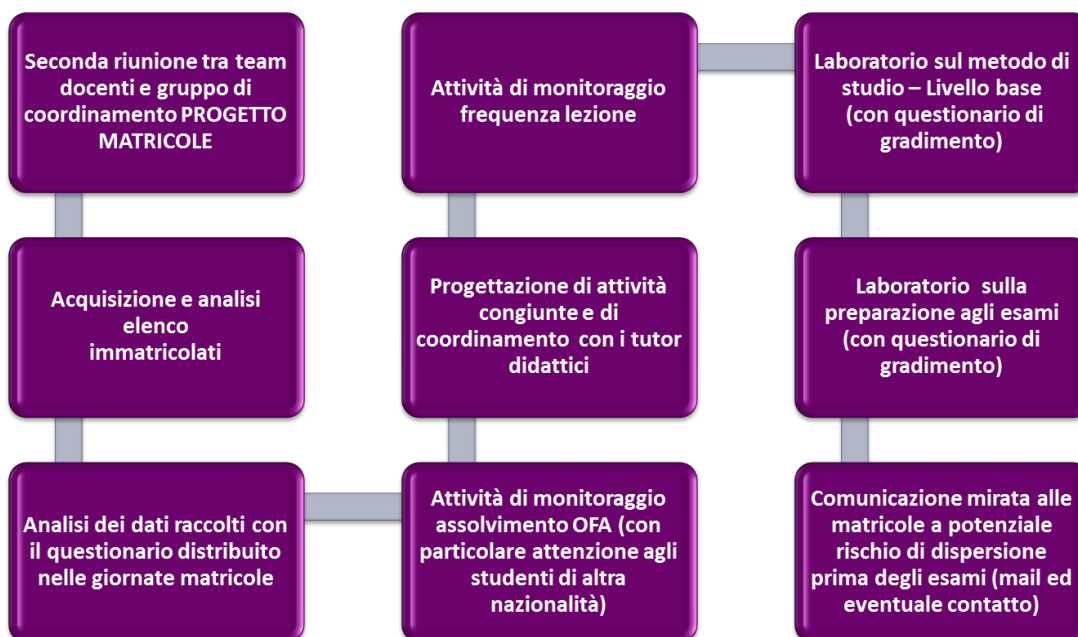 Seconda riunione tra team
docenti e gruppo di
coordinamento PROGETTO
MATRICOLE
Acquisizione e analisi
elenco
immatricolati
Analisi dei dati raccolti con
il questionario distribuito
nelle giornate matricole
Attività di monitoraggio
assolvimento OFA (con
particolare attenzione agli
studenti di altra
nazionalità)
Progettazione di attività
congiunte e di
coordinamento con i tutor
didattici
Attività di monitoraggio
frequenza lezione
Laboratorio sul metodo di
studio – Livello base
(con questionario di
gradimento)
Laboratorio sulla
preparazione agli esami
(con questionario di
gradimento)
Comunicazione mirata alle
matricole a potenziale
rischio di dispersione
prima degli esami (mail ed
eventuale contatto)